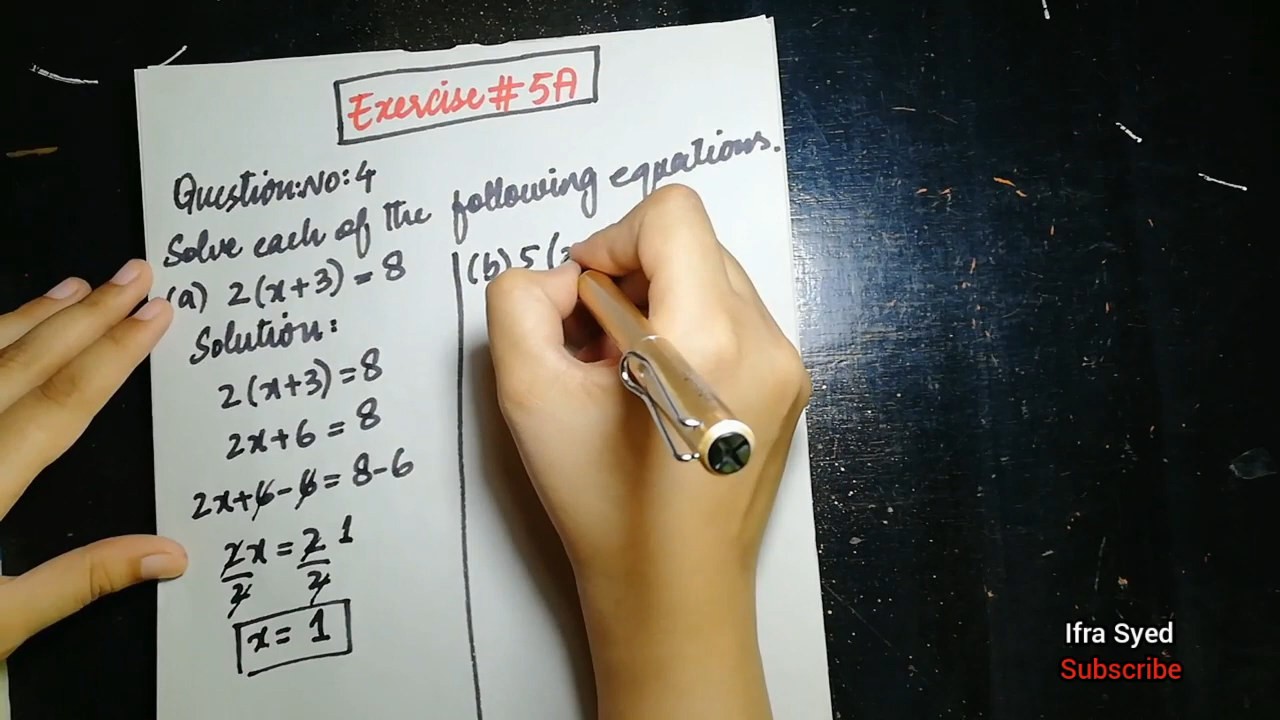 Exercise # 5A
Question:No: 4
Solve each of the following equations.
(a) 2(x+3) = 8
Solution:
2(x+3) = 8
2x+6 = 8
2x+6-6 = 8-6
2x = 2 1
2 2
x = 1
(b) 5(
Ifra Syed
Subscribe